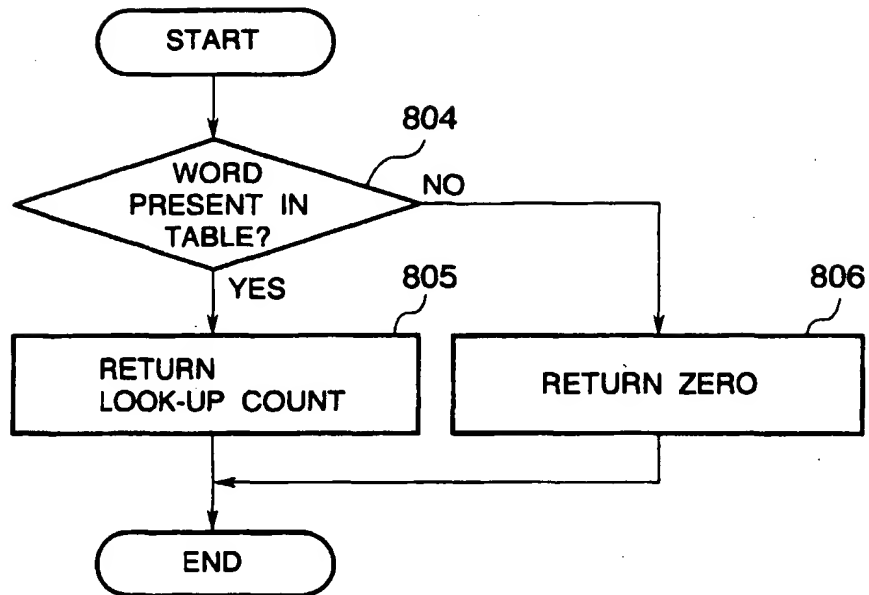 START
804
WORD
PRESENT IN
TABLE?
NO
YES
805
806
RETURN
LOOK-UP COUNT
RETURN ZERO
END